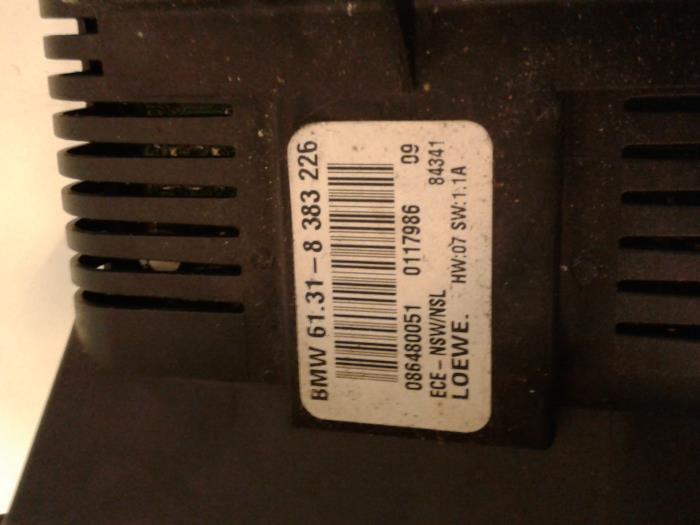 BMW 61.31-8 383 226
086480051 0117986 09
ECE-NSW/NSL 84341
LOEWE. HW:07 SW:1.1A